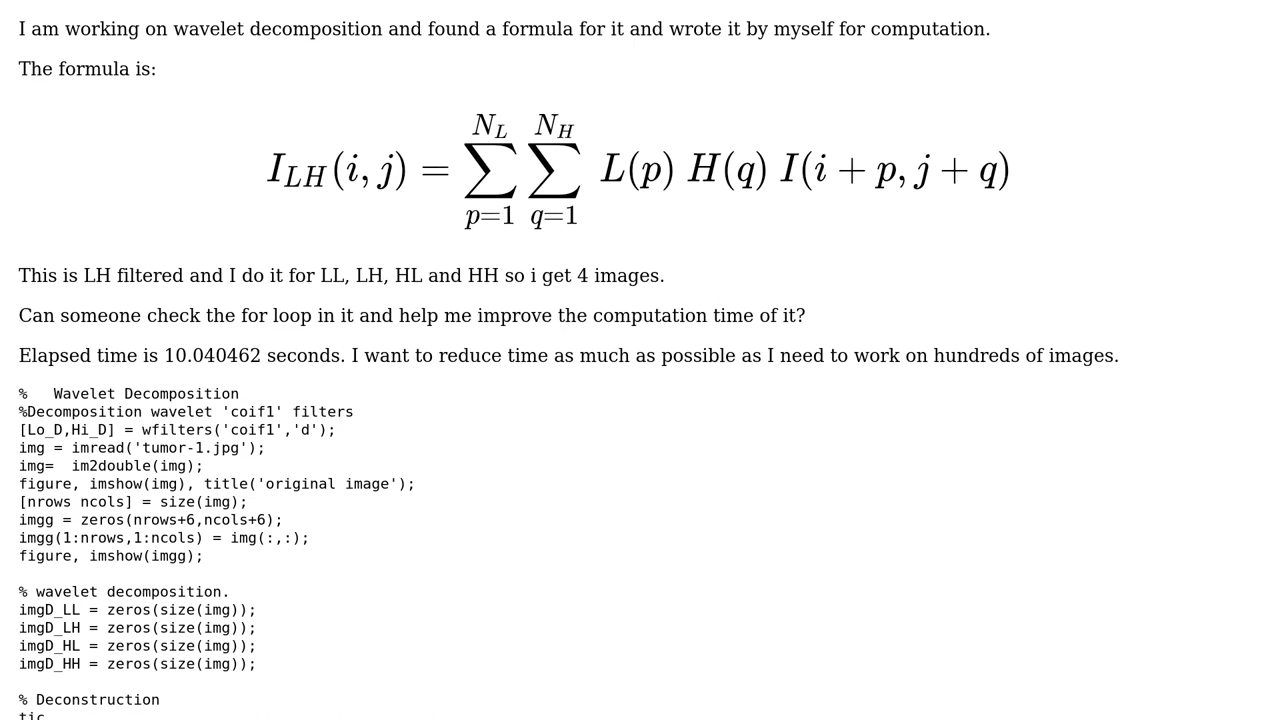 I am working on wavelet decomposition and found a formula for it and wrote it by myself for computation.
The formula is:
I_{LH}(i, j) = \sum_{p=1}^{N_L} \sum_{q=1}^{N_H} L(p) H(q) I(i + p, j + q)
This is LH filtered and I do it for LL, LH, HL and HH so i get 4 images.
Can someone check the for loop in it and help me improve the computation time of it?
Elapsed time is 10.040462 seconds. I want to reduce time as much as possible as I need to work on hundreds of images.
%   Wavelet Decomposition
%Decomposition wavelet 'coif1' filters
[Lo_D,Hi_D] = wfilters('coif1','d');
img = imread('tumor-1.jpg');
img=  im2double(img);
figure, imshow(img), title('original image');
[nrows ncols] = size(img);
imgg = zeros(nrows+6,ncols+6);
imgg(1:nrows,1:ncols) = img(:,:);
figure, imshow(imgg);
% wavelet decomposition.
imgD_LL = zeros(size(img));
imgD_LH = zeros(size(img));
imgD_HL = zeros(size(img));
imgD_HH = zeros(size(img));
% Deconstruction
tic